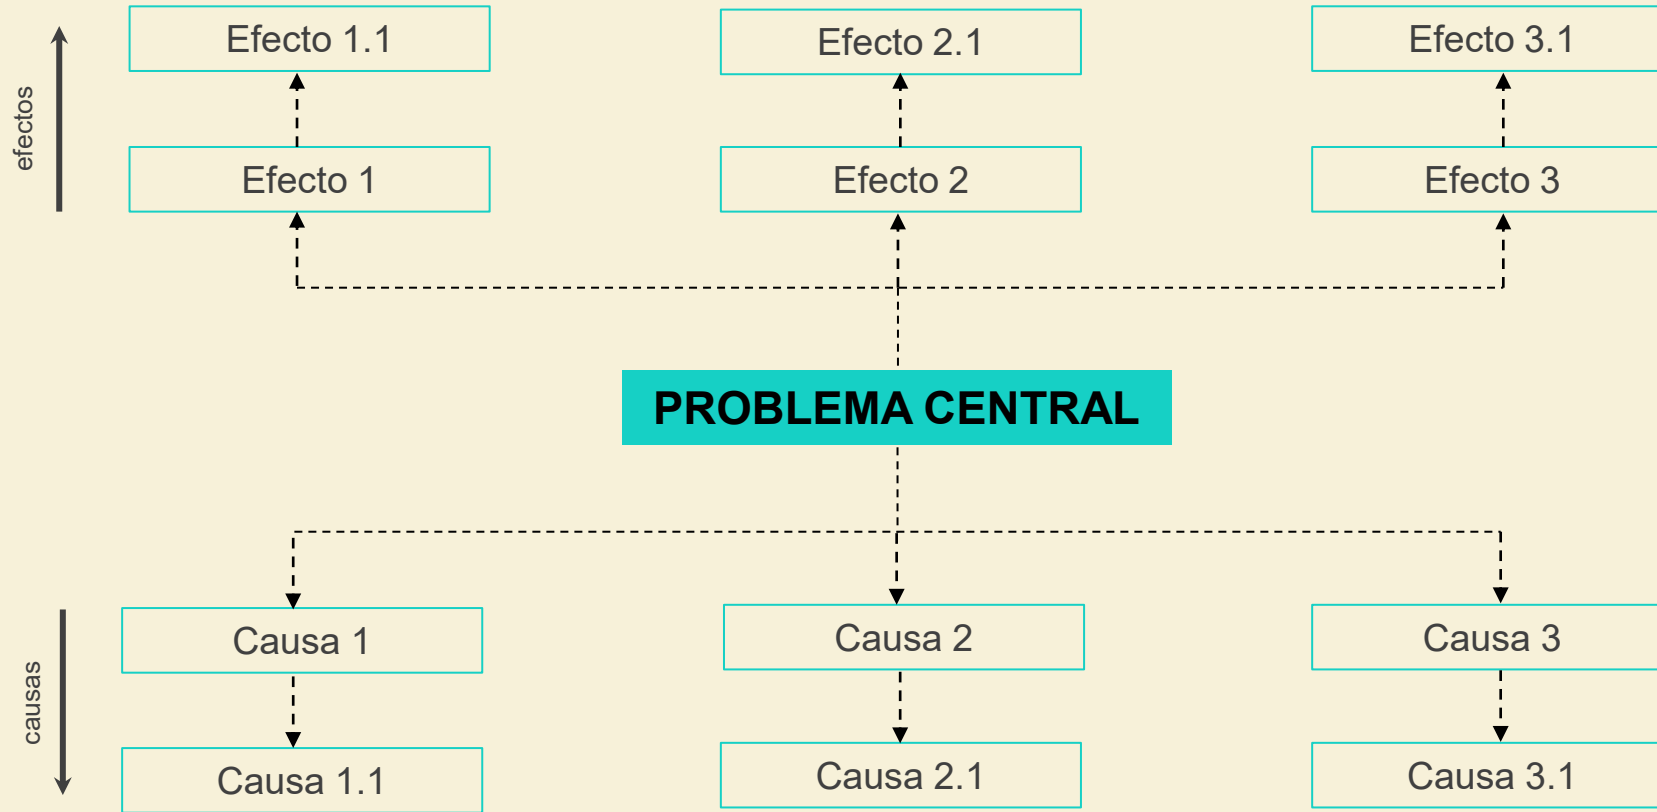 Efecto 1.1
Efecto 2.1
Efecto 3.1
efectos
Efecto 1
Efecto 2
Efecto 3
PROBLEMA CENTRAL
Causa 1
Causa 2
Causa 3
causas
Causa 1.1
Causa 2.1
Causa 3.1